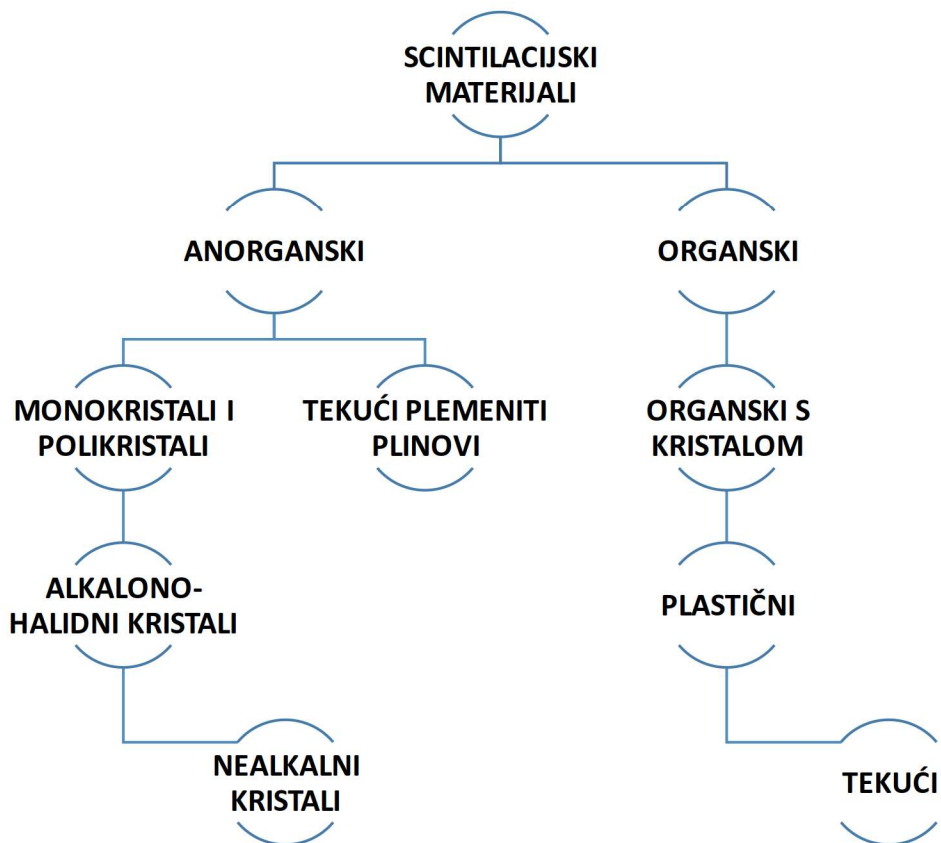 SCINTILACIJSKI
MATERIJALI
ANORGANSKI
ORGANSKI
MONOKRISTALI I
POLIKRISTALI
TEKUĆI PLEMENITI
PLINOVI
ORGANSKI S
KRISTALOM
ALKALONO-
HALIDNI KRISTALI
PLASTIČNI
NEALKALNI
KRISTALI
TEKUĆI